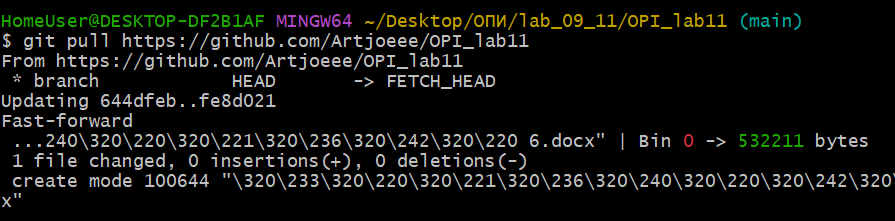 HomeUser@DESKTOP-DF2B1AF MINGW64 ~/Desktop/ОПИ/lab_09_11/OPI_lab11 (main)
$ git pull https://github.com/Artjoeee/OPI_lab11
From https://github.com/Artjoeee/OPI_lab11
 * branch            HEAD       -> FETCH_HEAD
Updating 644dfeb..fe8d021
Fast-forward
 ...240\320\220\320\221\320\236\320\242\320\220 6.docx" | Bin 0 -> 532211 bytes
 1 file changed, 0 insertions(+), 0 deletions(-)
 create mode 100644 "\320\233\320\220\320\221\320\236\320\240\320\220\320\242\320\
x"